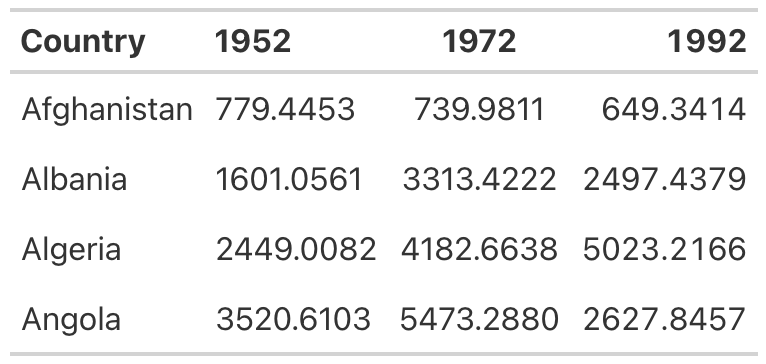 Country 1952 1972 1992
Afghanistan 779.4453 739.9811 649.3414
Albania 1601.0561 3313.4222 2497.4379
Algeria 2449.0082 4182.6638 5023.2166
Angola 3520.6103 5473.2880 2627.8457